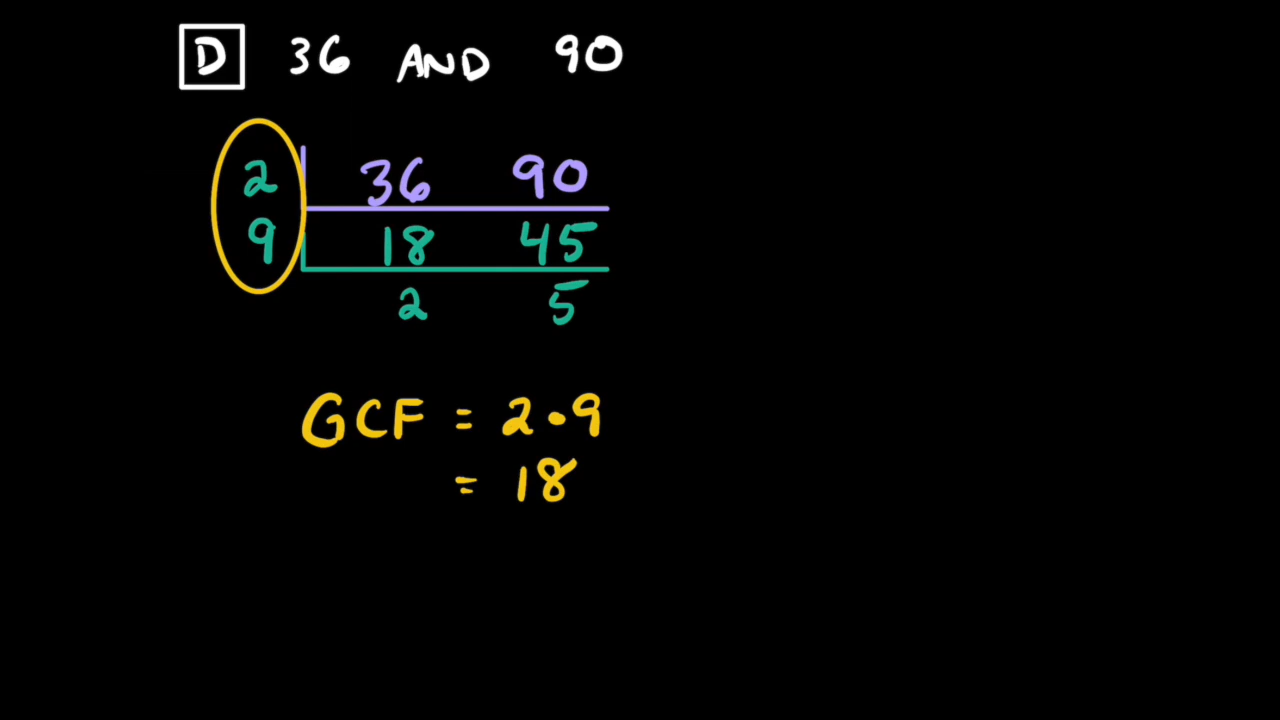 D 36 AND 90
2 36 90
9 18 45
2 5
GCF = 2 • 9
= 18